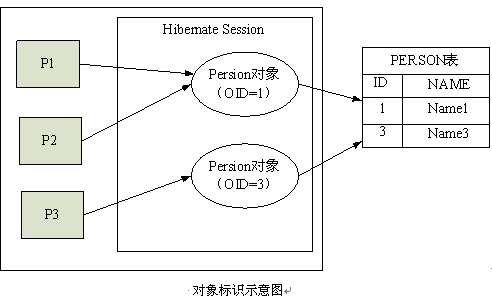 Hibernate Session
P1
Persion对象
（OID=1）
P2
Persion对象
（OID=3）
P3
PERSON表
ID NAME
1 Name1
3 Name3
对象标识示意图